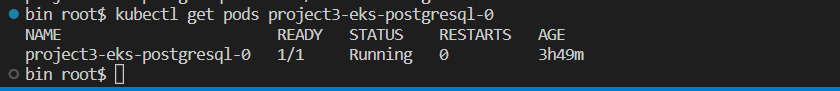 bin root$ kubectl get pods project3-eks-postgresql-0
NAME READY STATUS RESTARTS AGE
project3-eks-postgresql-0 1/1 Running 0 3h49m
bin root$